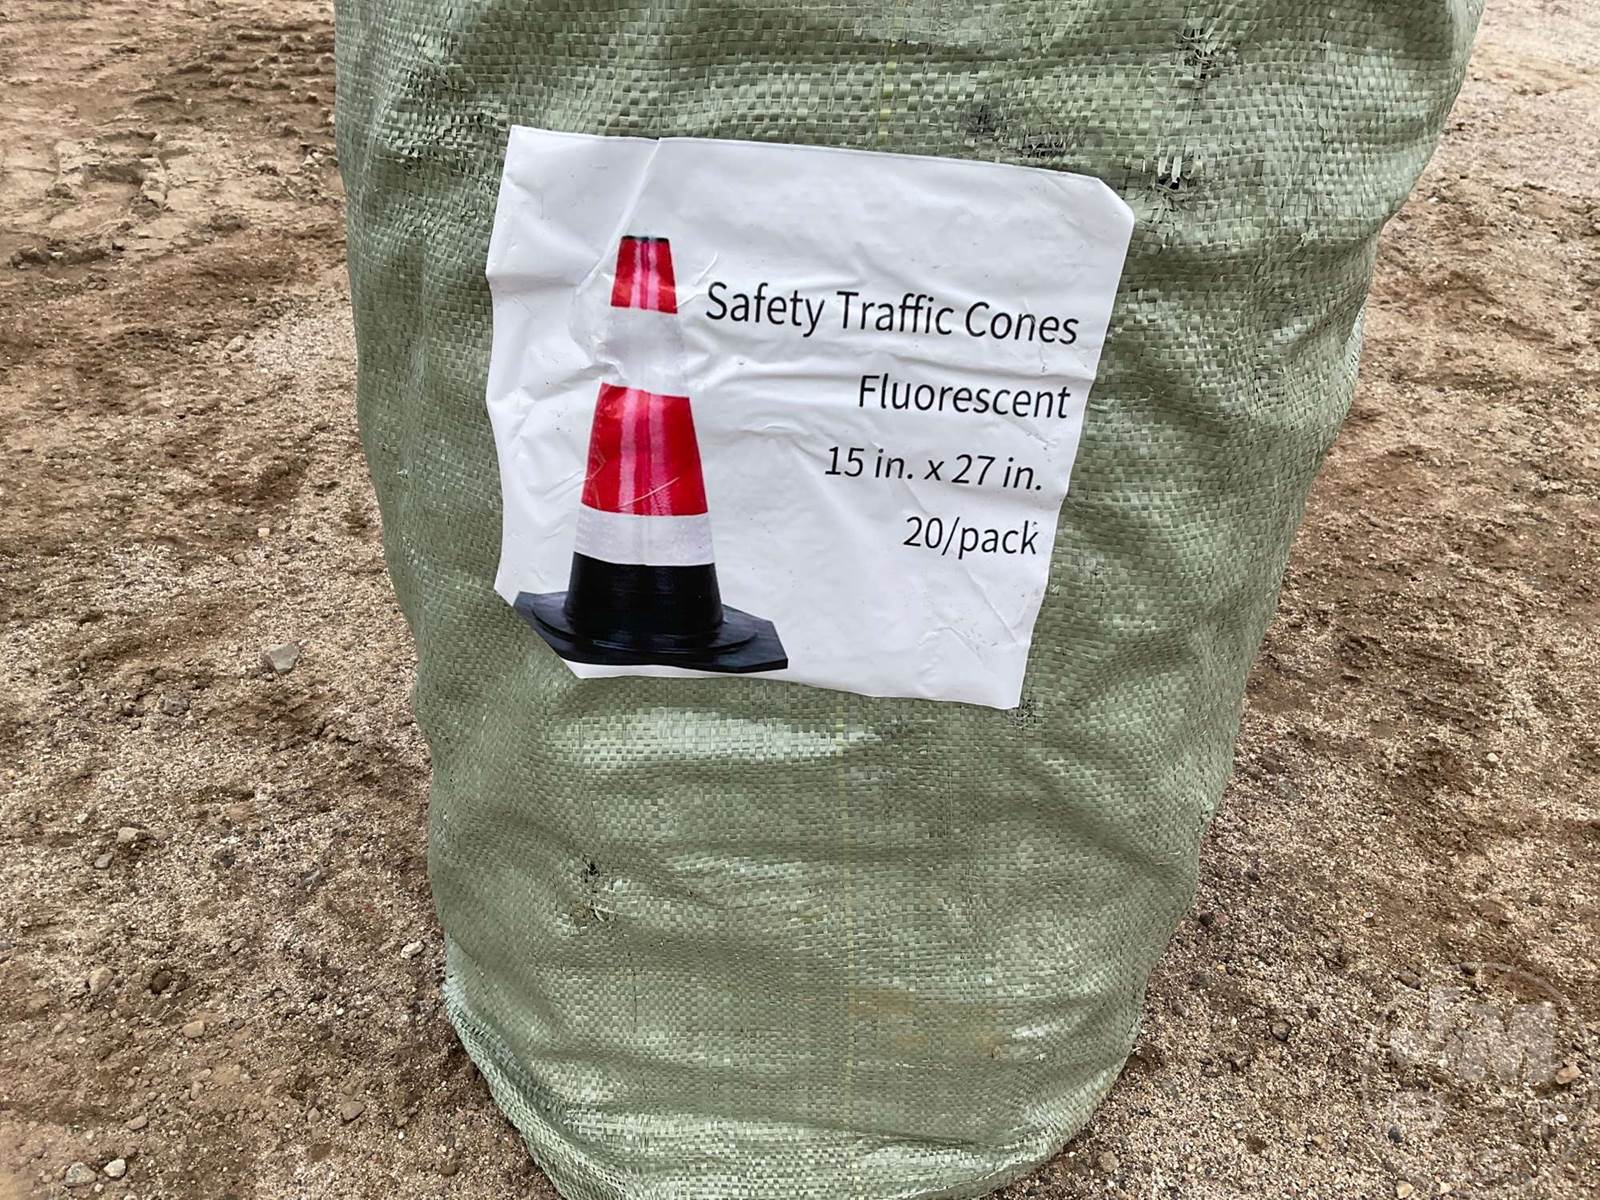 Safety Traffic Cones
Fluorescent
15 in. x 27 in.
20/pack